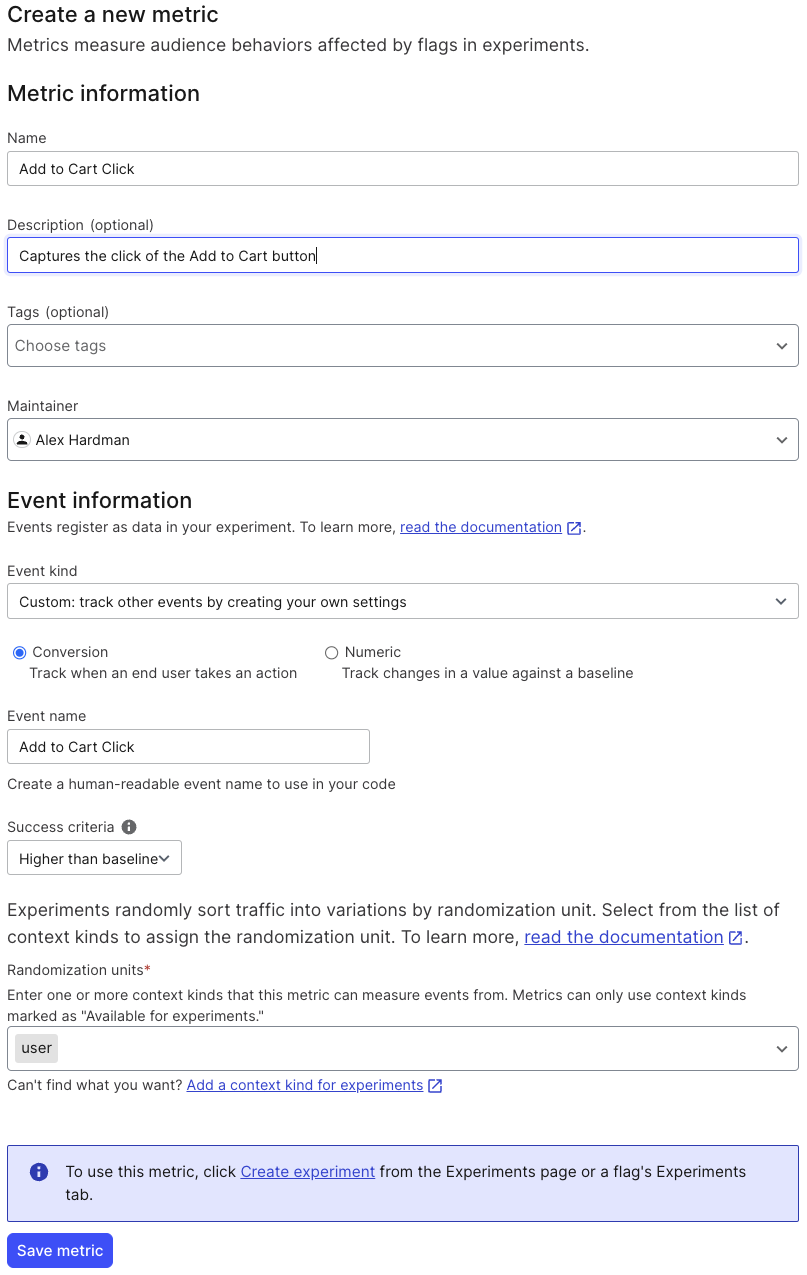 Create a new metric
Metrics measure audience behaviors affected by flags in experiments.
Metric information
Name
Add to Cart Click
Description (optional)
Captures the click of the Add to Cart button
Tags (optional)
Choose tags
Maintainer
Alex Hardman
Event information
Events register as data in your experiment. To learn more, read the documentation.
Event kind
Custom: track other events by creating your own settings
Conversion Numeric
Track when an end user takes an action Track changes in a value against a baseline
Event name
Add to Cart Click
Create a human-readable event name to use in your code
Success criteria
Higher than baseline
Experiments randomly sort traffic into variations by randomization unit. Select from the list of
context kinds to assign the randomization unit. To learn more, read the documentation.
Randomization units*
Enter one or more context kinds that this metric can measure events from. Metrics can only use context kinds
marked as "Available for experiments."
user
Can't find what you want? Add a context kind for experiments
To use this metric, click Create experiment from the Experiments page or a flag's Experiments
tab.
Save metric